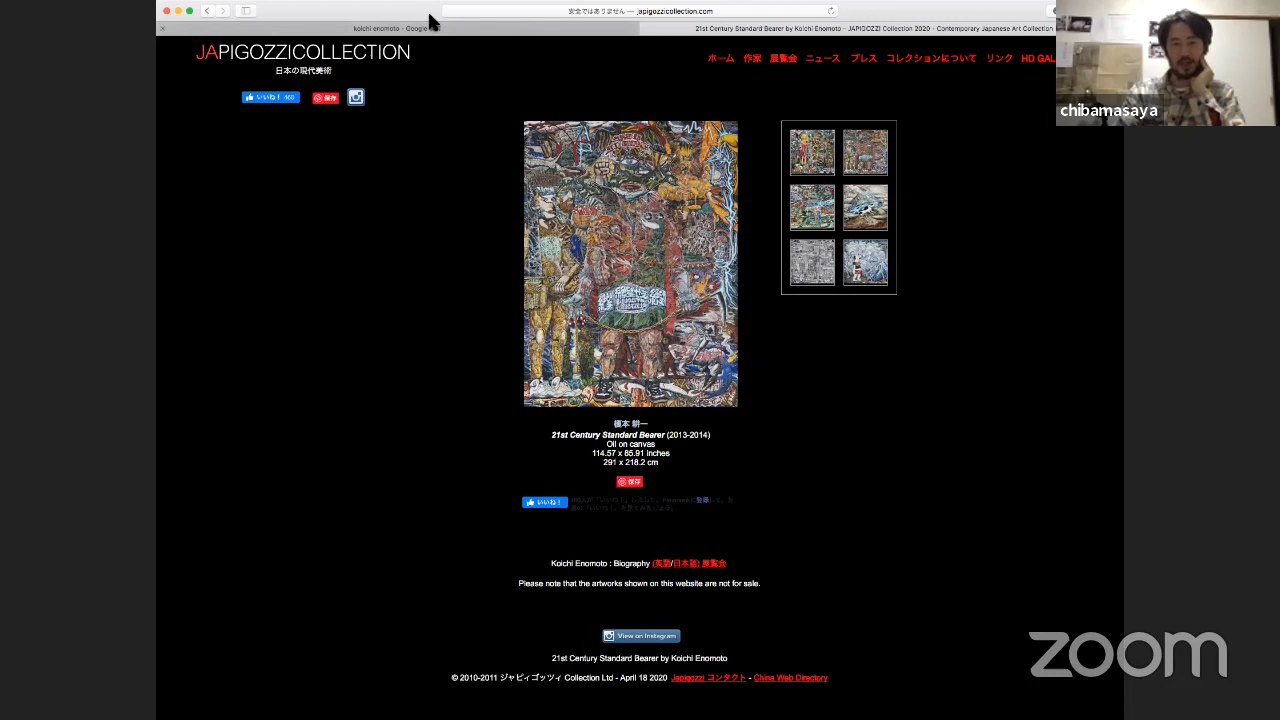 安全ではありません — japigozzicollection.com
koichi enomoto - Google
21st Century Standard Bearer by Koichi Enomoto - JAPIGOZZI Collection 2020 - Contemporary Japanese Art Collection
JAPIGOZZICOLLECTION
日本の現代美術
ホーム 作家 展覧会 ニュース プレス コレクションについて リンク HD GAL
chibamasaya
いいね！ 460
保存
榎本 耕一
21st Century Standard Bearer (2013-2014)
Oil on canvas
114.57 x 85.91 inches
291 x 218.2 cm
保存
いいね！
Koichi Enomoto : Biography (英語/日本語) 展覧会
Please note that the artworks shown on this website are not for sale.
View on Instagram
21st Century Standard Bearer by Koichi Enomoto
© 2010-2011 ジャピィゴッツィ Collection Ltd - April 18 2020 Japigozzi コンタクト - China Web Directory
zoom